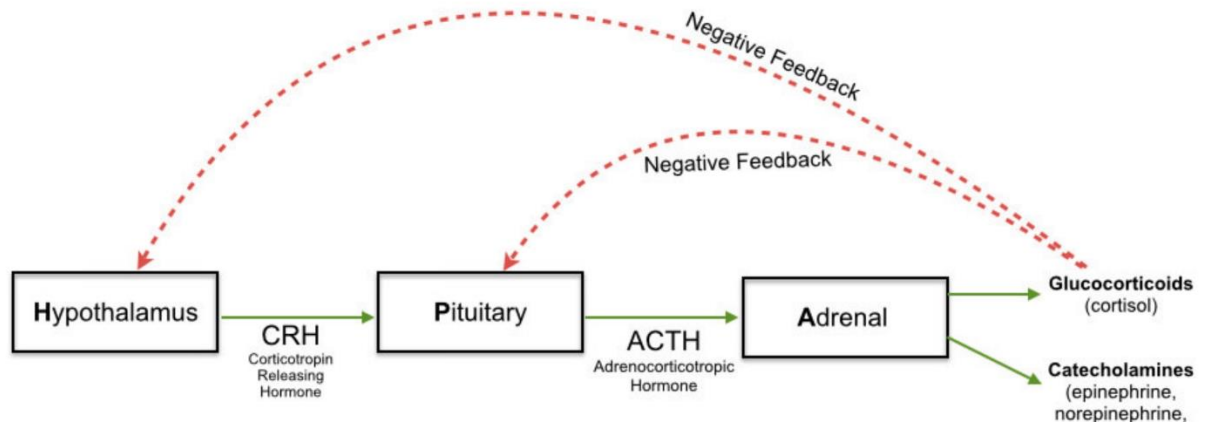 Negative Feedback
Negative Feedback
Hypothalamus
CRH
Corticotropin
Releasing
Hormone
Pituitary
ACTH
Adrenocorticotropic
Hormone
Adrenal
Glucocorticoids
(cortisol)
Catecholamines
(epinephrine,
norepinephrine,